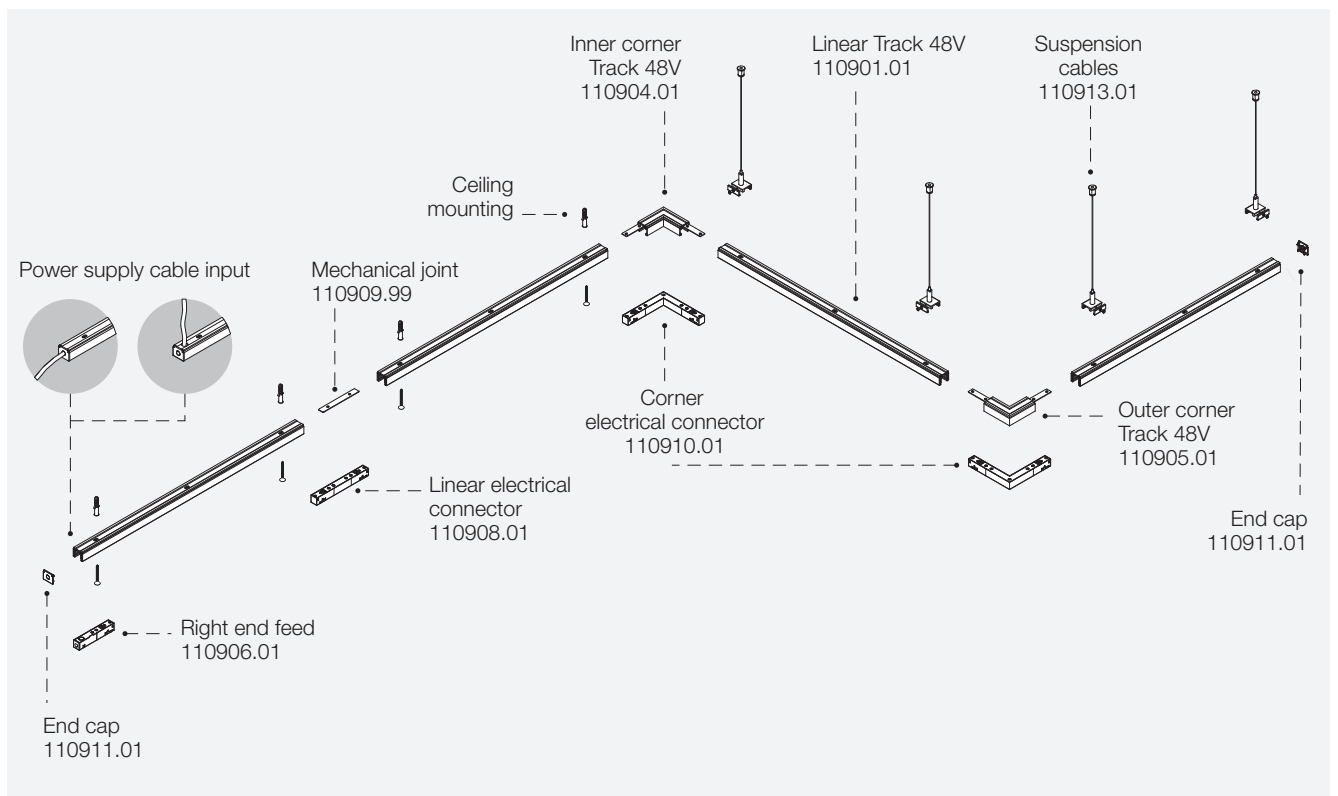 Inner corner
Track 48V
110904.01
Linear Track 48V
110901.01
Suspension
cables
110913.01
Ceiling
mounting
Power supply cable input
Mechanical joint
110909.99
Corner
electrical connector
110910.01
Outer corner
Track 48V
110905.01
Linear electrical
connector
110908.01
End cap
110911.01
Right end feed
110906.01
End cap
110911.01